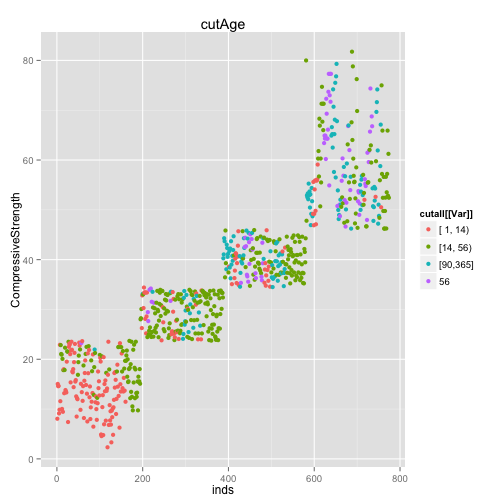 cutAge
CompressiveStrength
80
60
40
20
0
0 200 400 600 800
inds
cutall[[Var]]
[ 1, 14)
[14, 56)
[90,365]
56